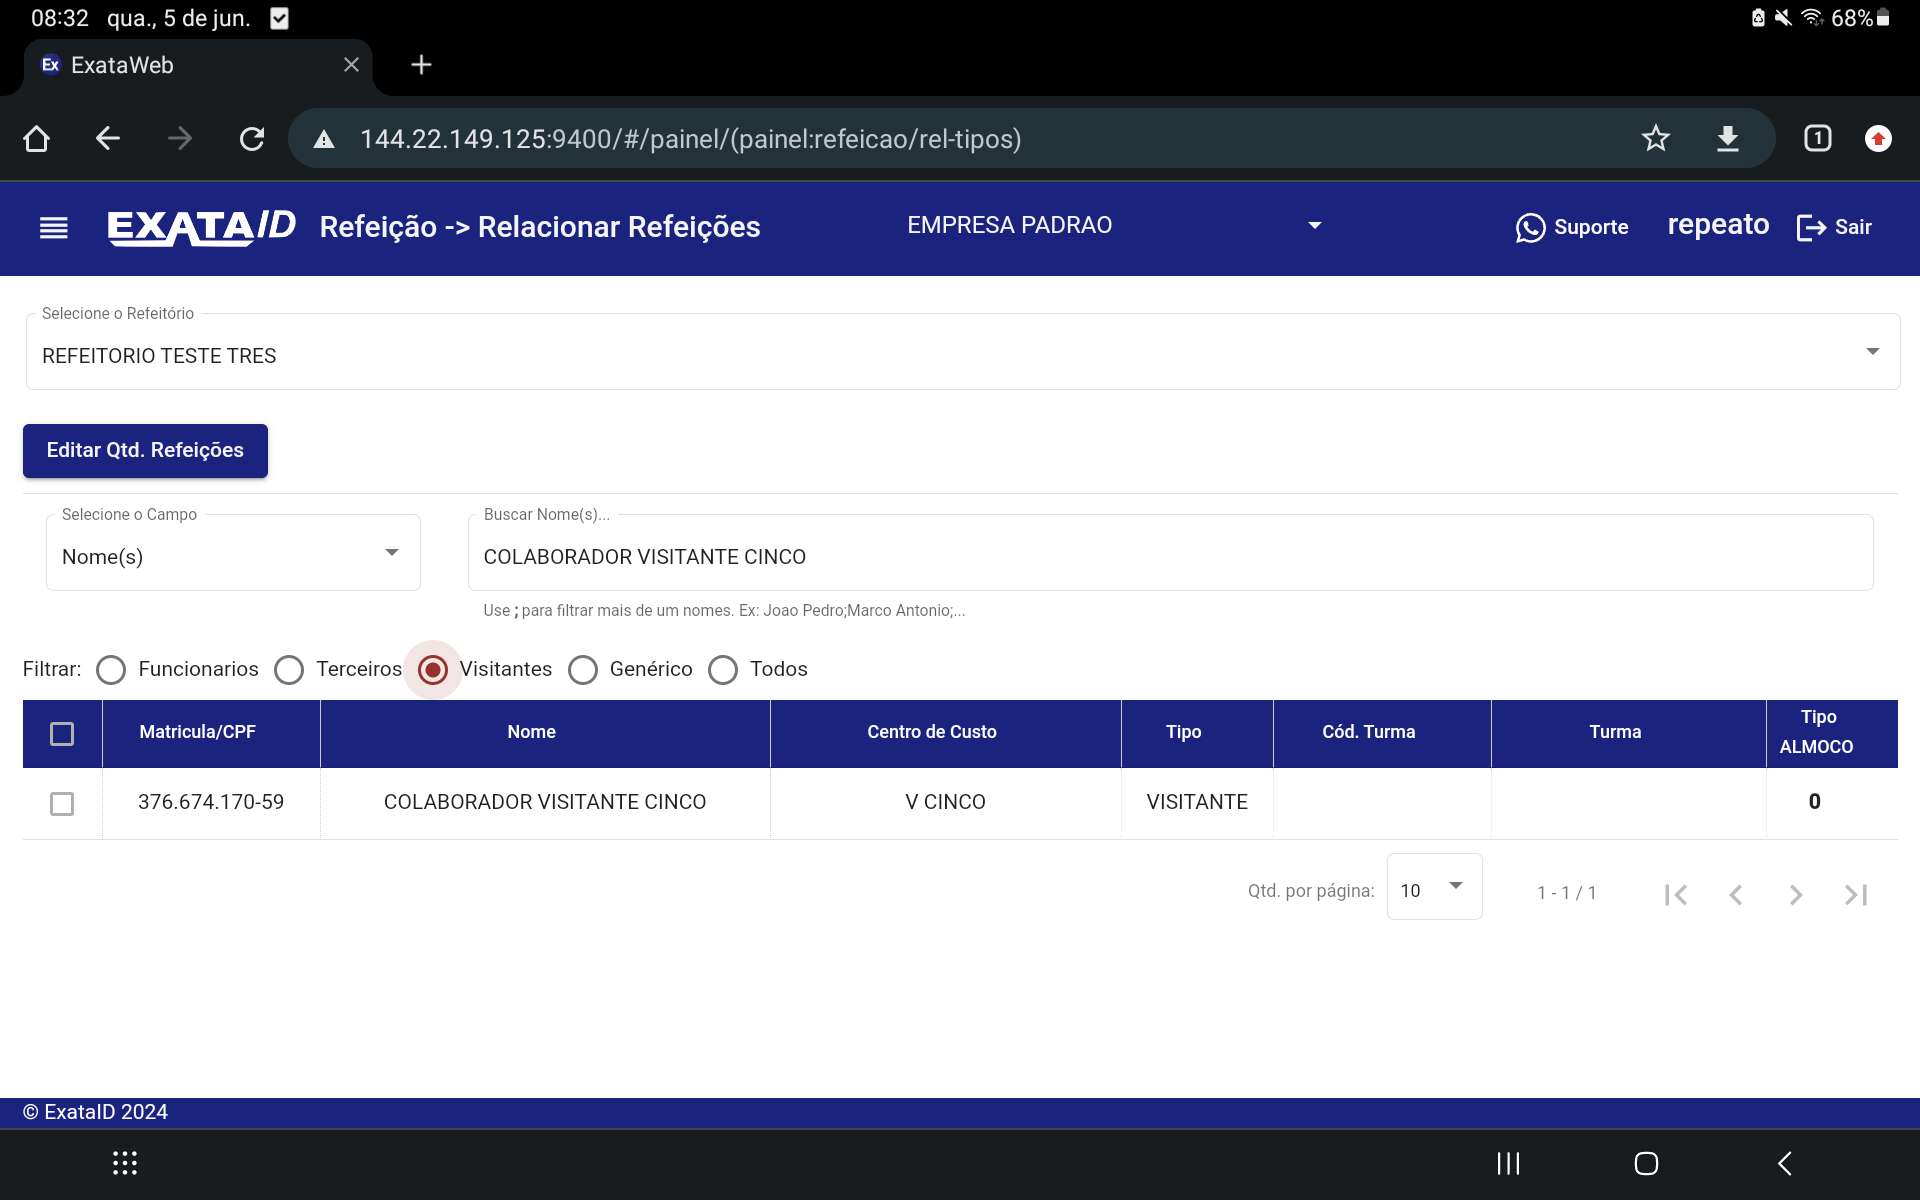 08:32 qua., 5 de jun.
68%
Ex ExataWeb
144.22.149.125:9400/#/painel/(painel:refeicao/rel-tipos)
1
EXATAID Refeição -> Relacionar Refeições EMPRESA PADRAO Suporte repeato Sair
Selecione o Refeitório
REFEITORIO TESTE TRES
Editar Qtd. Refeições
Selecione o Campo
Nome(s)
Buscar Nome(s)...
COLABORADOR VISITANTE CINCO
Use ; para filtrar mais de um nomes. Ex: Joao Pedro;Marco Antonio;...
Filtrar: Funcionarios Terceiros Visitantes Genérico Todos
Matricula/CPF Nome Centro de Custo Tipo Cód. Turma Turma Tipo ALMOCO
376.674.170-59 COLABORADOR VISITANTE CINCO V CINCO VISITANTE 0
Qtd. por página: 10 1 - 1 / 1
© ExataID 2024